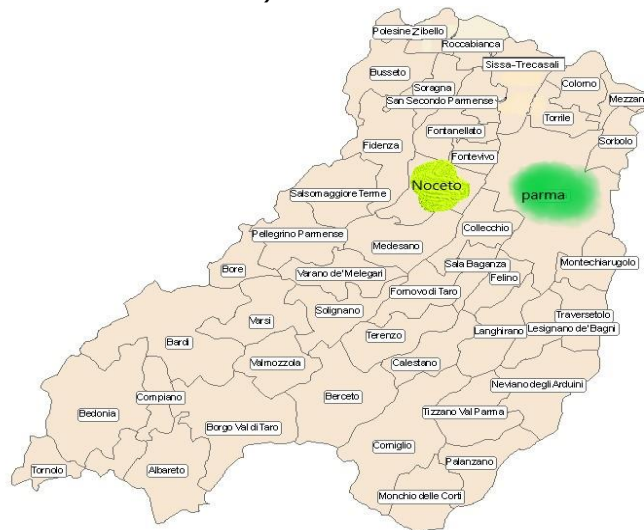 Polesine Zibello
Roccabianca
Sissa-Trecasali
Busseto
Colorno
Soragna
Mezzan
San Secondo Parmense
Torrile
Fontanellato
Sorbolo
Fidenza
Fontevivo
Noceto
parma
Salsomaggiore Terme
Collecchio
Pellegrino Parmense
Medesano
Sala Baganza
Montechiarugolo
Bore
Varano de' Melegari
Felino
Fornovo di Taro
Solignano
Traversetolo
Varsi
Langhirano
Lesignano de' Bagni
Terenzo
Bardi
Valmozzola
Calestano
Neviano degli Arduini
Compiano
Berceto
Bedonia
Tizzano Val Parma
Borgo Val di Taro
Corniglio
Palanzano
Tornolo
Albareto
Monchio delle Corti